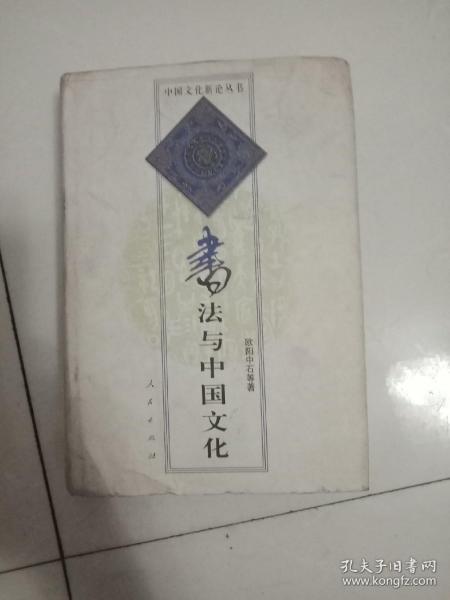 中国文化新论丛书
書法与中国文化
欧阳中石等著
人民出版社
孔夫子旧书网
www.kongfz.com